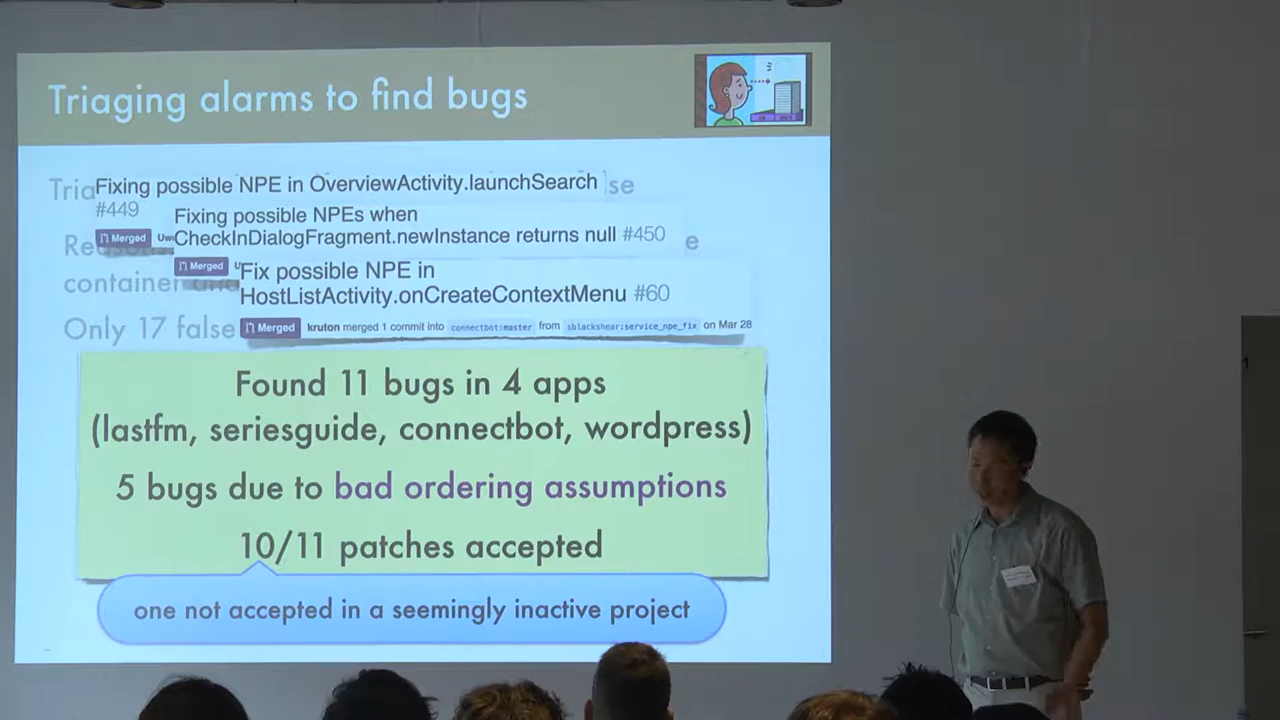 Triaging alarms to find bugs
Tria
Fixing possible NPE in OverviewActivity.launchSearch
se
#449
Merged
Fixing possible NPEs when
CheckInDialogFragment.newInstance returns null #450
e
Merged
Fix possible NPE in
container
HostListActivity.onCreateContextMenu #60
Only 17 false
Merged kruton merged 1 commit into connectbot:master from sblackshear:service_npe_fix on Mar 28
Found 11 bugs in 4 apps
(lastfm, seriesguide, connectbot, wordpress)
5 bugs due to bad ordering assumptions
10/11 patches accepted
one not accepted in a seemingly inactive project